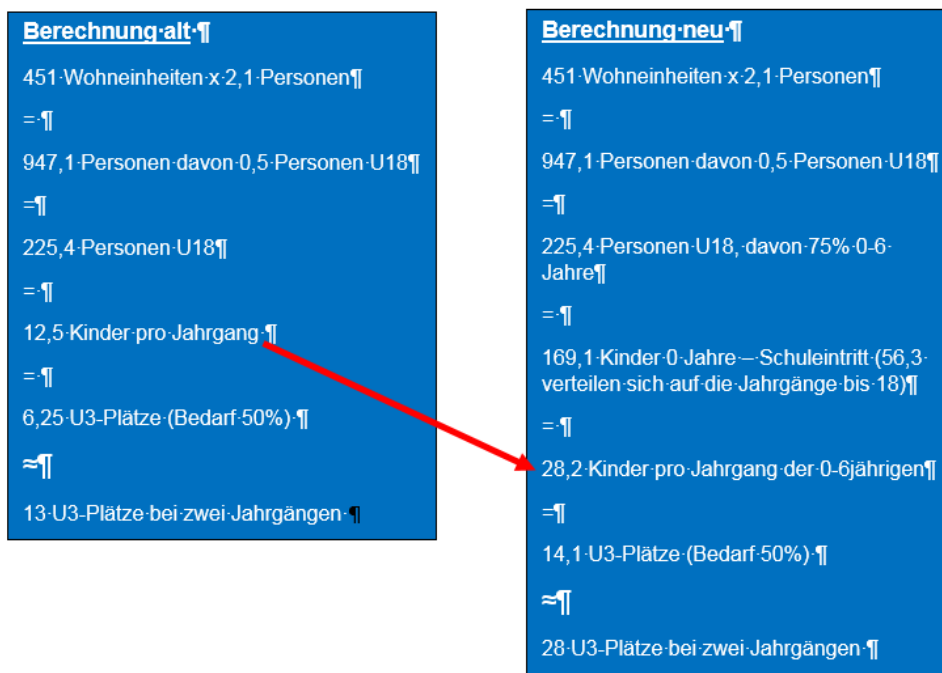 Berechnung·alt·¶
451·Wohneinheiten·x·2,1·Personen¶
=·¶
947,1·Personen·davon·0,5·Personen·U18¶
=¶
225,4·Personen·U18¶
=·¶
12,5·Kinder·pro·Jahrgang·¶
=·¶
6,25·U3-Plätze·(Bedarf·50%)·¶
≈¶
13·U3-Plätze·bei·zwei·Jahrgängen·¶
Berechnung·neu·¶
451·Wohneinheiten·x·2,1·Personen¶
=·¶
947,1·Personen·davon·0,5·Personen·U18¶
=¶
225,4·Personen·U18,·davon·75%·0-6·
Jahre¶
=·¶
169,1·Kinder·0·Jahre·–·Schuleintritt·(56,3·
verteilen·sich·auf·die·Jahrgänge·bis·18)¶
=·¶
28,2·Kinder·pro·Jahrgang·der·0-6jährigen¶
=¶
14,1·U3-Plätze·(Bedarf·50%)·¶
≈¶
28·U3-Plätze·bei·zwei·Jahrgängen·¶